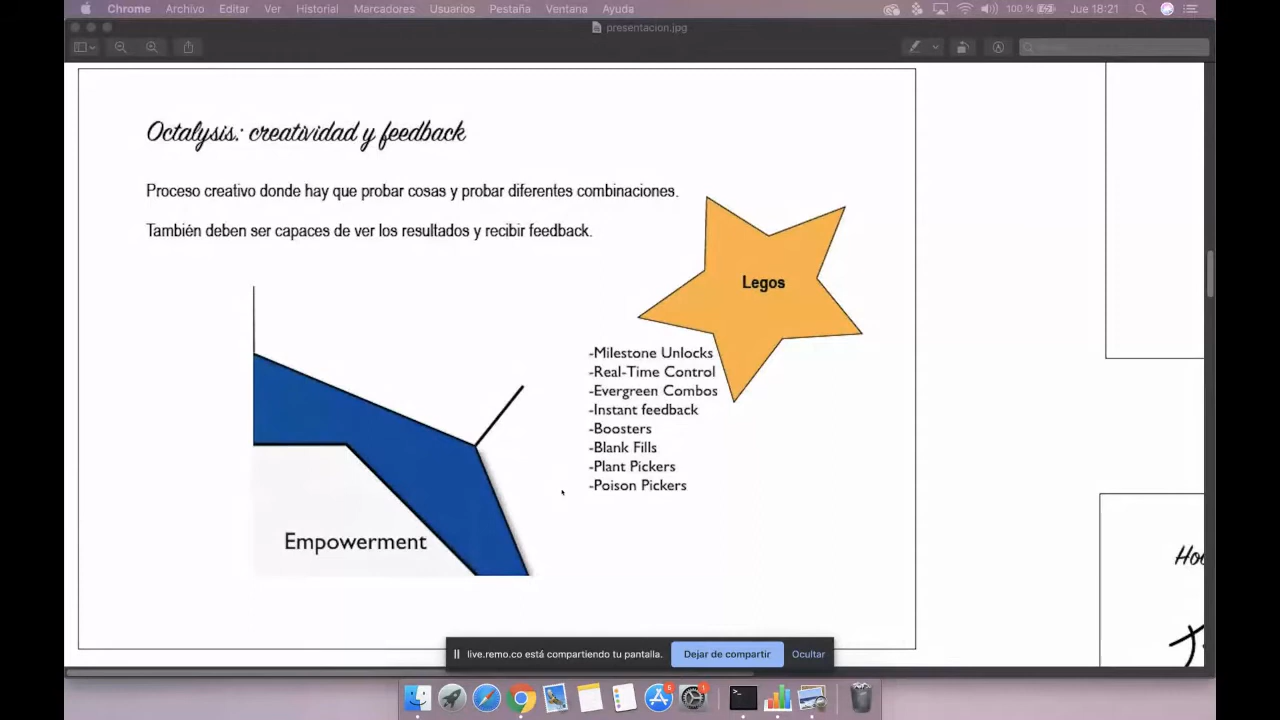 Chrome Archivo Editar Ver Historial Marcadores Usuarios Pestaña Ventana Ayuda 100 % Jue 18:21
presentacion.jpg
Octalysis.: creatividad y feedback
Proceso creativo donde hay que probar cosas y probar diferentes combinaciones.
También deben ser capaces de ver los resultados y recibir feedback.
Legos
-Milestone Unlocks
-Real-Time Control
-Evergreen Combos
-Instant feedback
-Boosters
-Blank Fills
-Plant Pickers
-Poison Pickers
Empowerment
live.remo.co está compartiendo tu pantalla. Dejar de compartir Ocultar
5
1